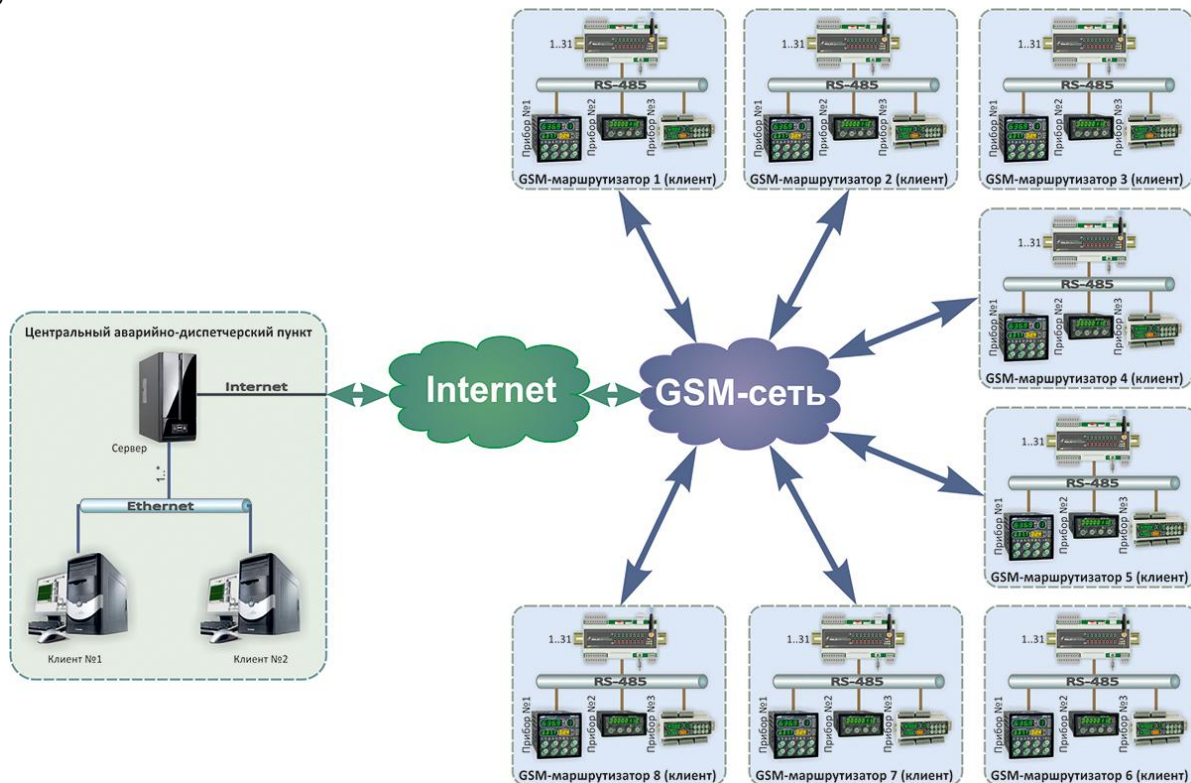 1..31
RS-485
Прибор №1
Прибор №2
Прибор №3
GSM-маршрутизатор 1 (клиент)
1..31
RS-485
Прибор №1
Прибор №2
Прибор №3
GSM-маршрутизатор 2 (клиент)
1..31
RS-485
Прибор №1
Прибор №2
Прибор №3
GSM-маршрутизатор 3 (клиент)
1..31
RS-485
Прибор №1
Прибор №2
Прибор №3
GSM-маршрутизатор 4 (клиент)
Центральный аварийно-диспетчерский пункт
Internet
Сервер
1..*
Ethernet
Клиент №1
Клиент №2
Internet
GSM-сеть
1..31
RS-485
Прибор №1
Прибор №2
Прибор №3
GSM-маршрутизатор 5 (клиент)
1..31
RS-485
Прибор №1
Прибор №2
Прибор №3
GSM-маршрутизатор 8 (клиент)
1..31
RS-485
Прибор №1
Прибор №2
Прибор №3
GSM-маршрутизатор 7 (клиент)
1..31
RS-485
Прибор №1
Прибор №2
Прибор №3
GSM-маршрутизатор 6 (клиент)